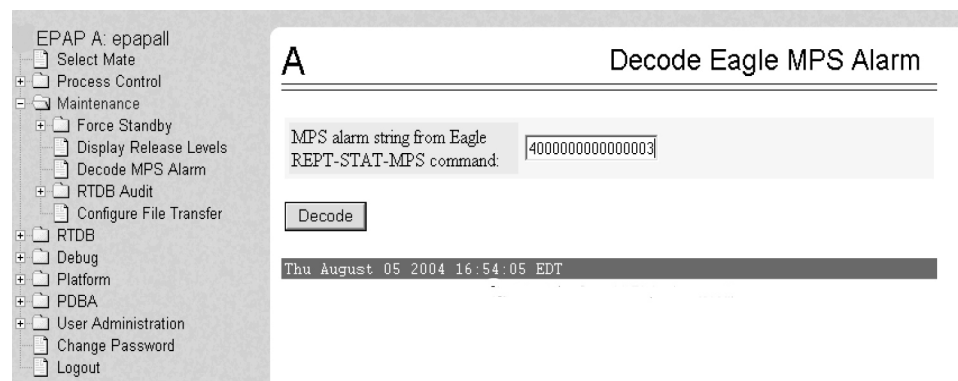 EPAP A: epapall
Select Mate
Process Control
Maintenance
Force Standby
Display Release Levels
Decode MPS Alarm
RTDB Audit
Configure File Transfer
RTDB
Debug
Platform
PDBA
User Administration
Change Password
Logout
A
Decode Eagle MPS Alarm
MPS alarm string from Eagle
REPT-STAT-MPS command:
4000000000000003
Decode
Thu August 05 2004 16:54:05 EDT